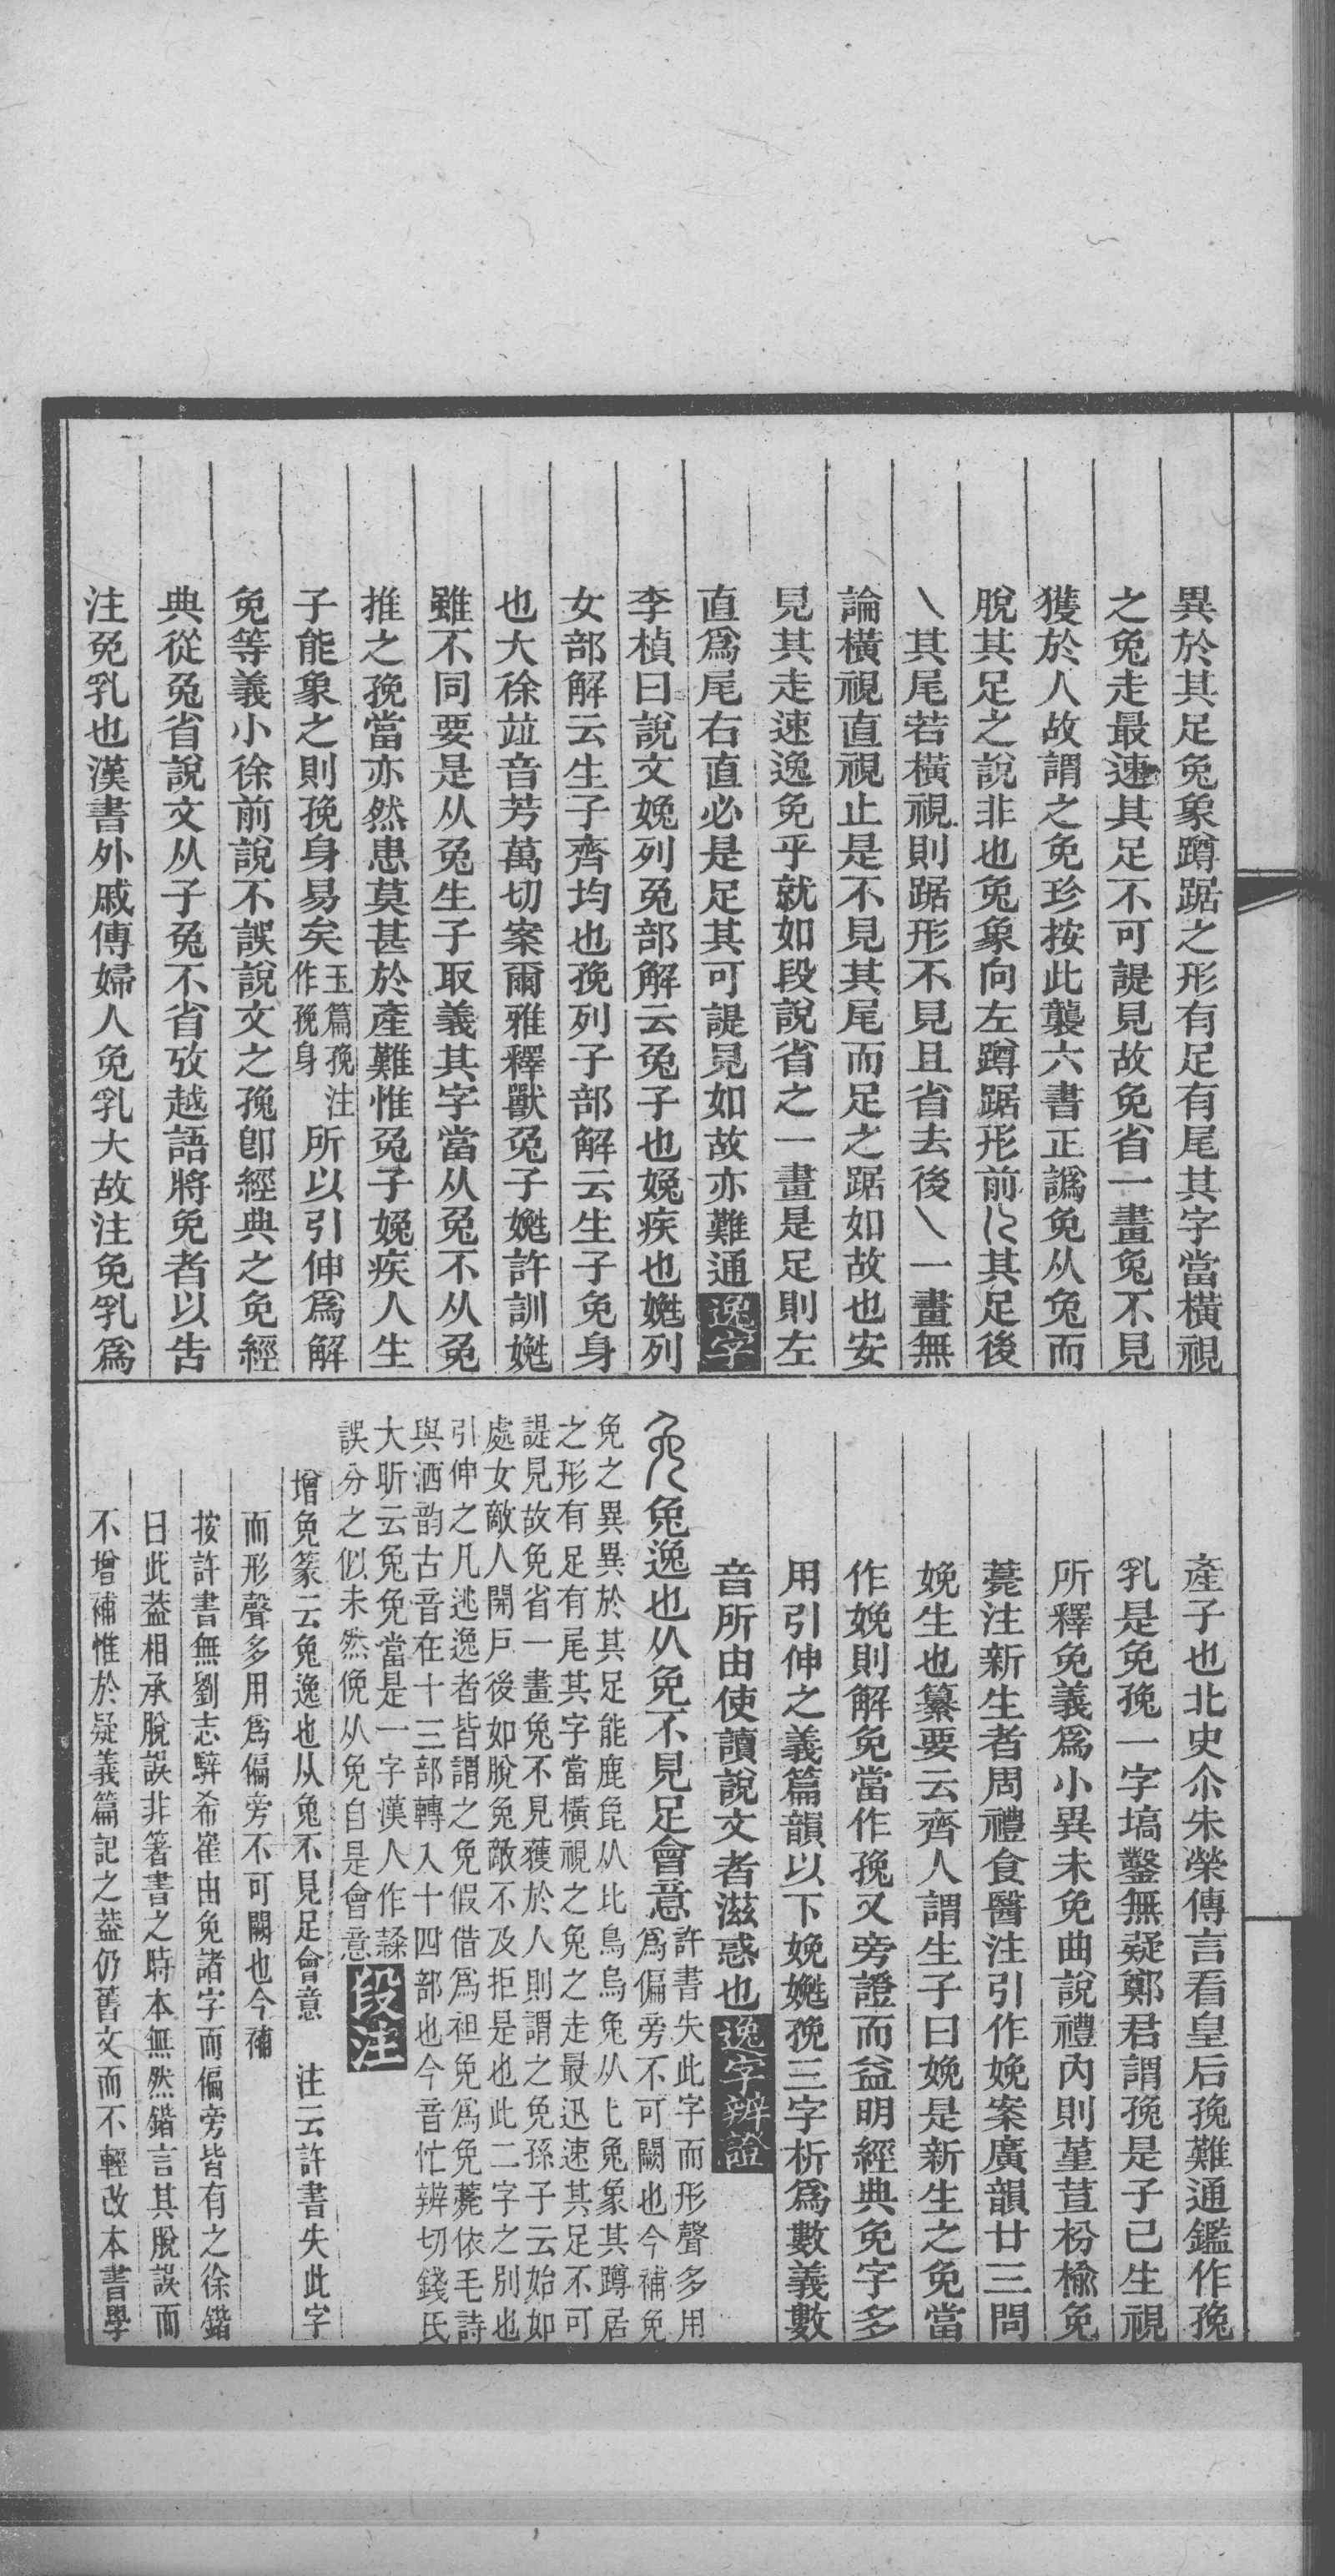 異於其足兔象蹲踞之形有足有尾其字當橫視
之兔走最速其足不可諟見故免省一畫兔不見
獲於人故謂之免珍按此襲六書正譌免从兔而
脫其足之說非也兔象向左蹲踞形前𠃊其足後
乀其尾若橫視則踞形不見且省去後乀一畫無
論橫視直視止是不見其尾而足之踞如故也安
見其走速逸免乎就如段說省之一畫是足則左
直爲尾右直必是足其可諟見如故亦難通逸字
李楨曰說文娩列兔部解云兔子也娩疾也㜔列
女部解云生子齊均也㝃列子部解云生子免身
也大徐竝音芳萬切案爾雅釋獸兔子嬎許訓嬎
雖不同要是从兔生子取義其字當从兔不从免
推之㝃當亦然患莫甚於產難惟兔子娩疾人生
子能象之則㝃身易矣玉篇㝃注
作㝃身所以引伸爲解
免等義小徐前說不誤說文之㝃卽經典之免經
典從兔省說文从子兔不省攷越語將免者以告
注免乳也漢書外戚傳婦人免乳大故注免乳爲
產子也北史尒朱榮傳言看皇后㝃難通鑑作㝃
乳是免㝃一字塙鑿無疑鄭君謂㝃是子已生視
所釋免義爲小異未免曲說禮內則堇荁枌榆免
薧注新生者周禮食醫注引作娩案廣韻廿三問
娩生也纂要云齊人謂生子曰娩是新生之免當
作娩則解免當作㝃又旁證而益明經典免字多
用引伸之義篇韻以下娩嬎㝃三字析爲數義數
音所由使讀說文者滋惑也逸字辨證
免兔逸也从免不見足會意許書失此字而形聲多用
爲偏旁不可闕也今補免
免之異異於其足能鹿㲋从比鳥烏兔从匕兔象其蹲居
之形有足有尾其字當橫視之兔之走最迅速其足不可
諟見故免省一畫兔不見獲於人則謂之免孫子云始如
處女敵人開戸後如脫兔敵不及拒是也此二字之別也
引伸之凡逃逸者皆謂之免假借爲袒免爲免薨依毛詩
與洒韵古音在十三部轉入十四部也今音忙辨切錢氏
大昕云兔免當是一字漢人作隸
誤分之似未然俛从免自是會意段注
增免篆云兔逸也从兔不見足會意　注云許書失此字
而形聲多用爲偏旁不可闕也今補
按許書無劉志騂希崔由免諸字而偏旁皆有之徐鍇
曰此葢相承脫誤非箸書之時本無然鍇言其脫誤而
不增補惟於疑義篇記之葢仍舊文而不輕改本書學